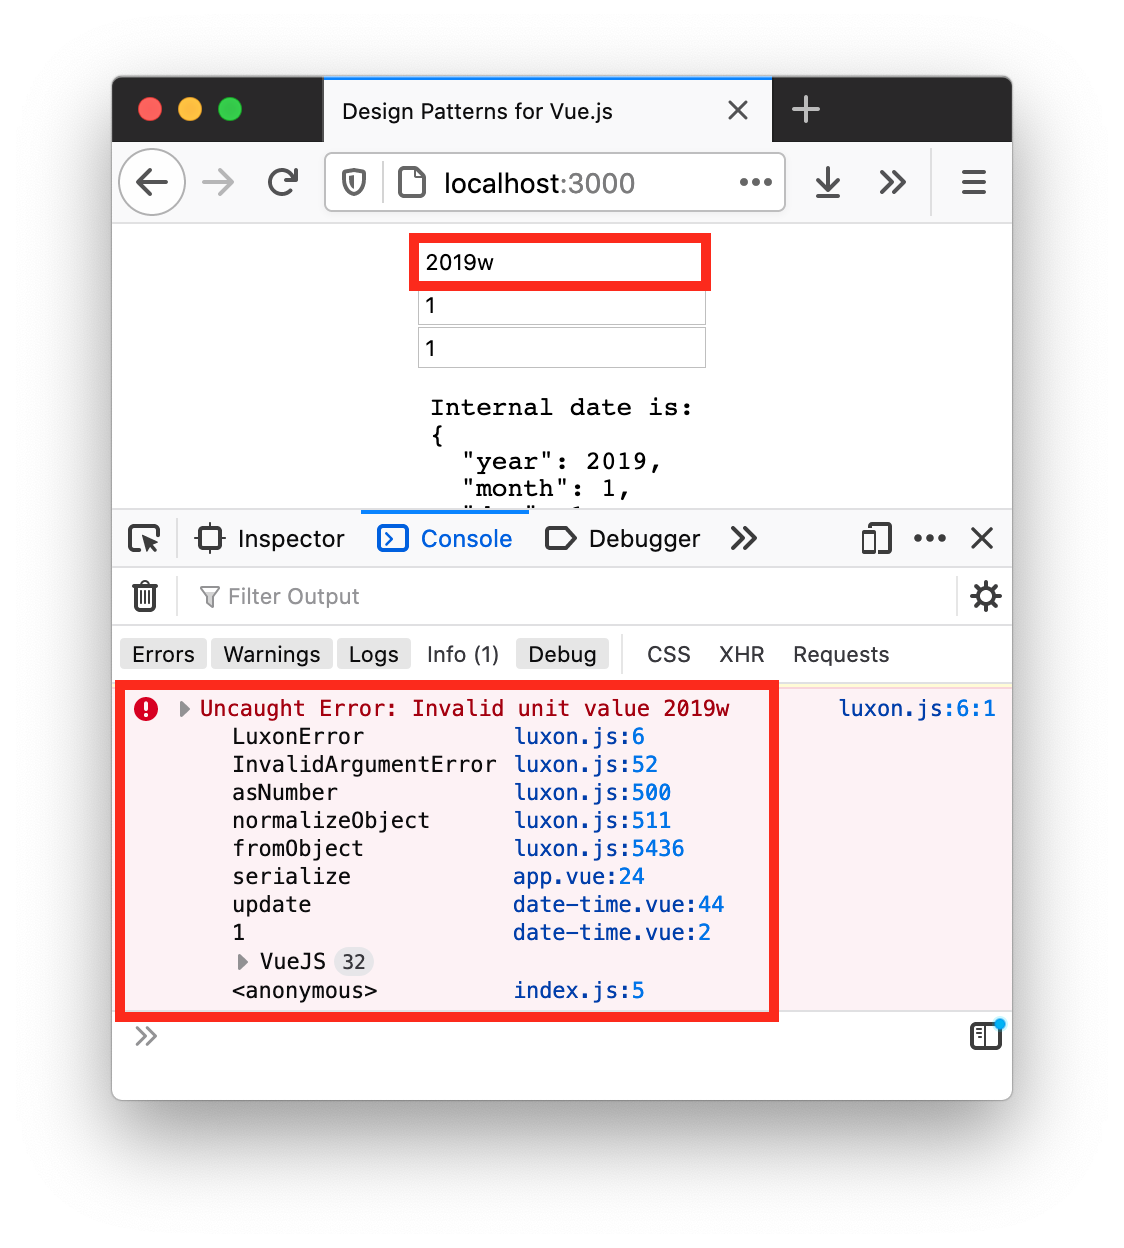 Design Patterns for Vue.js
localhost:3000
2019w
1
1
Internal date is:
{
"year": 2019,
"month": 1,
Inspector Console Debugger
Filter Output
Errors Warnings Logs Info (1) Debug CSS XHR Requests
Uncaught Error: Invalid unit value 2019w luxon.js:6:1
LuxonError luxon.js:6
InvalidArgumentError luxon.js:52
asNumber luxon.js:500
normalizeObject luxon.js:511
fromObject luxon.js:5436
serialize app.vue:24
update date-time.vue:44
1 date-time.vue:2
VueJS 32
<anonymous> index.js:5